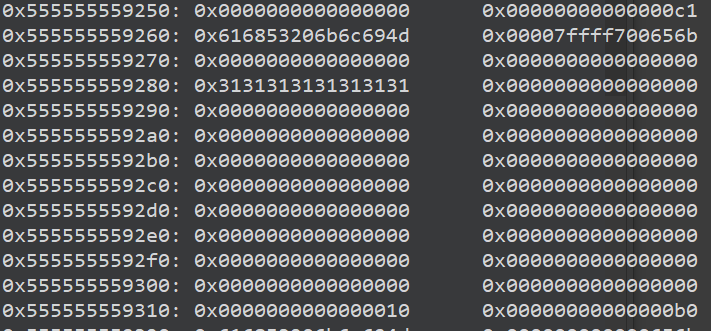 0x555555559250: 0x0000000000000000 0x00000000000000c1
0x555555559260: 0x616853206b6c694d 0x00007ffff700656b
0x555555559270: 0x0000000000000000 0x0000000000000000
0x555555559280: 0x3131313131313131 0x0000000000000000
0x555555559290: 0x0000000000000000 0x0000000000000000
0x5555555592a0: 0x0000000000000000 0x0000000000000000
0x5555555592b0: 0x0000000000000000 0x0000000000000000
0x5555555592c0: 0x0000000000000000 0x0000000000000000
0x5555555592d0: 0x0000000000000000 0x0000000000000000
0x5555555592e0: 0x0000000000000000 0x0000000000000000
0x5555555592f0: 0x0000000000000000 0x0000000000000000
0x555555559300: 0x0000000000000000 0x0000000000000000
0x555555559310: 0x0000000000000010 0x00000000000000b0